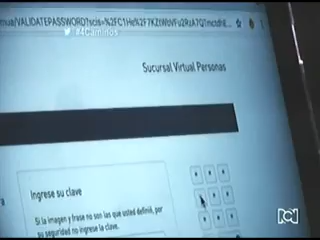 #4Caminos
Sucursal Virtual Personas
Ingrese su clave
Si la imagen y frase no son las que usted definió, por
su seguridad no ingrese la clave.